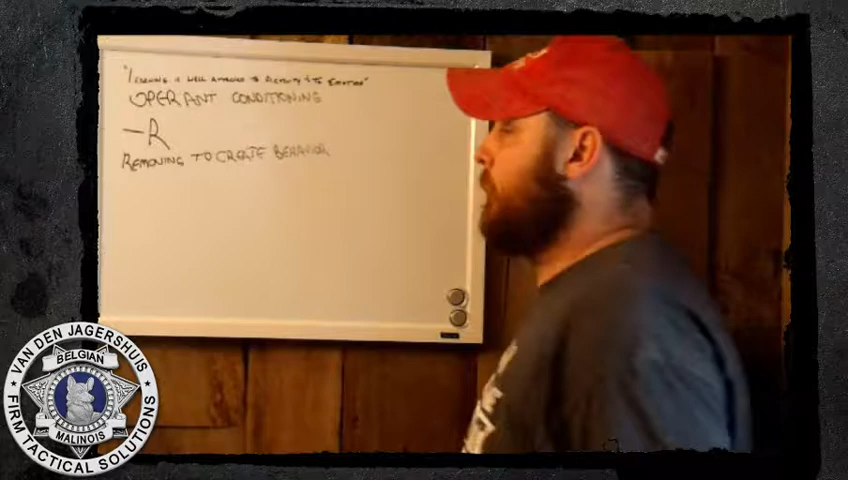 OPERANT CONDITIONING
-R
REMOVING TO CREATE BEHAVIOR
VAN DEN JAGERSHUIS
BELGIAN
MALINOIS
FIRM TACTICAL SOLUTIONS